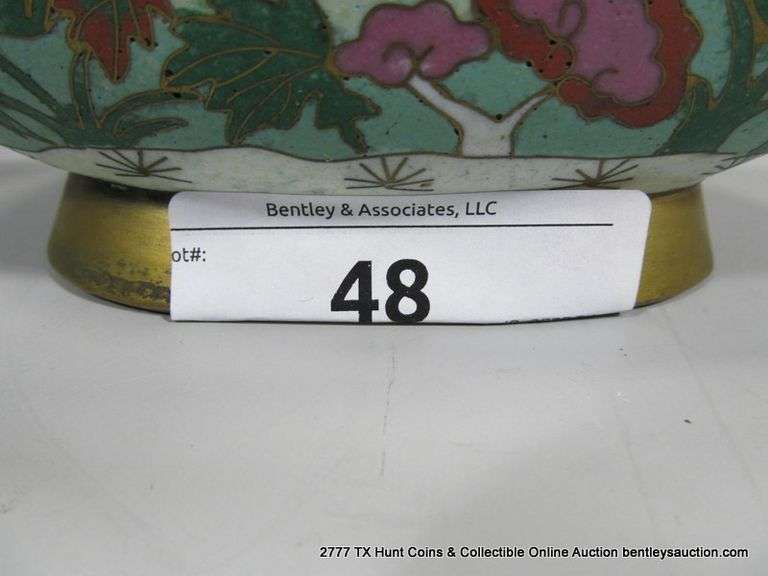 Bentley & Associates, LLC
ot#:
48
2777 TX Hunt Coins & Collectible Online Auction bentleysauction.com